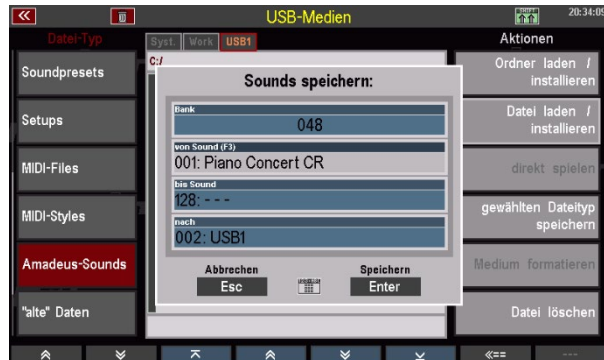 USB-Medien
SHIFT
20:34:09
Datei-Typ
Syst. Work USB1
Aktionen
C:/
Soundpresets
Setups
MIDI-Files
MIDI-Styles
Amadeus-Sounds
"alte" Daten
Sounds speichern:
Bank
048
von Sound (F3)
001: Piano Concert CR
bis Sound
128: - - -
nach
002: USB1
Abbrechen
Esc
Speichern
Enter
Ordner laden /
installieren
Datei laden /
installieren
direkt spielen
gewählten Dateityp
speichern
Medium formatieren
Datei löschen
«==
---